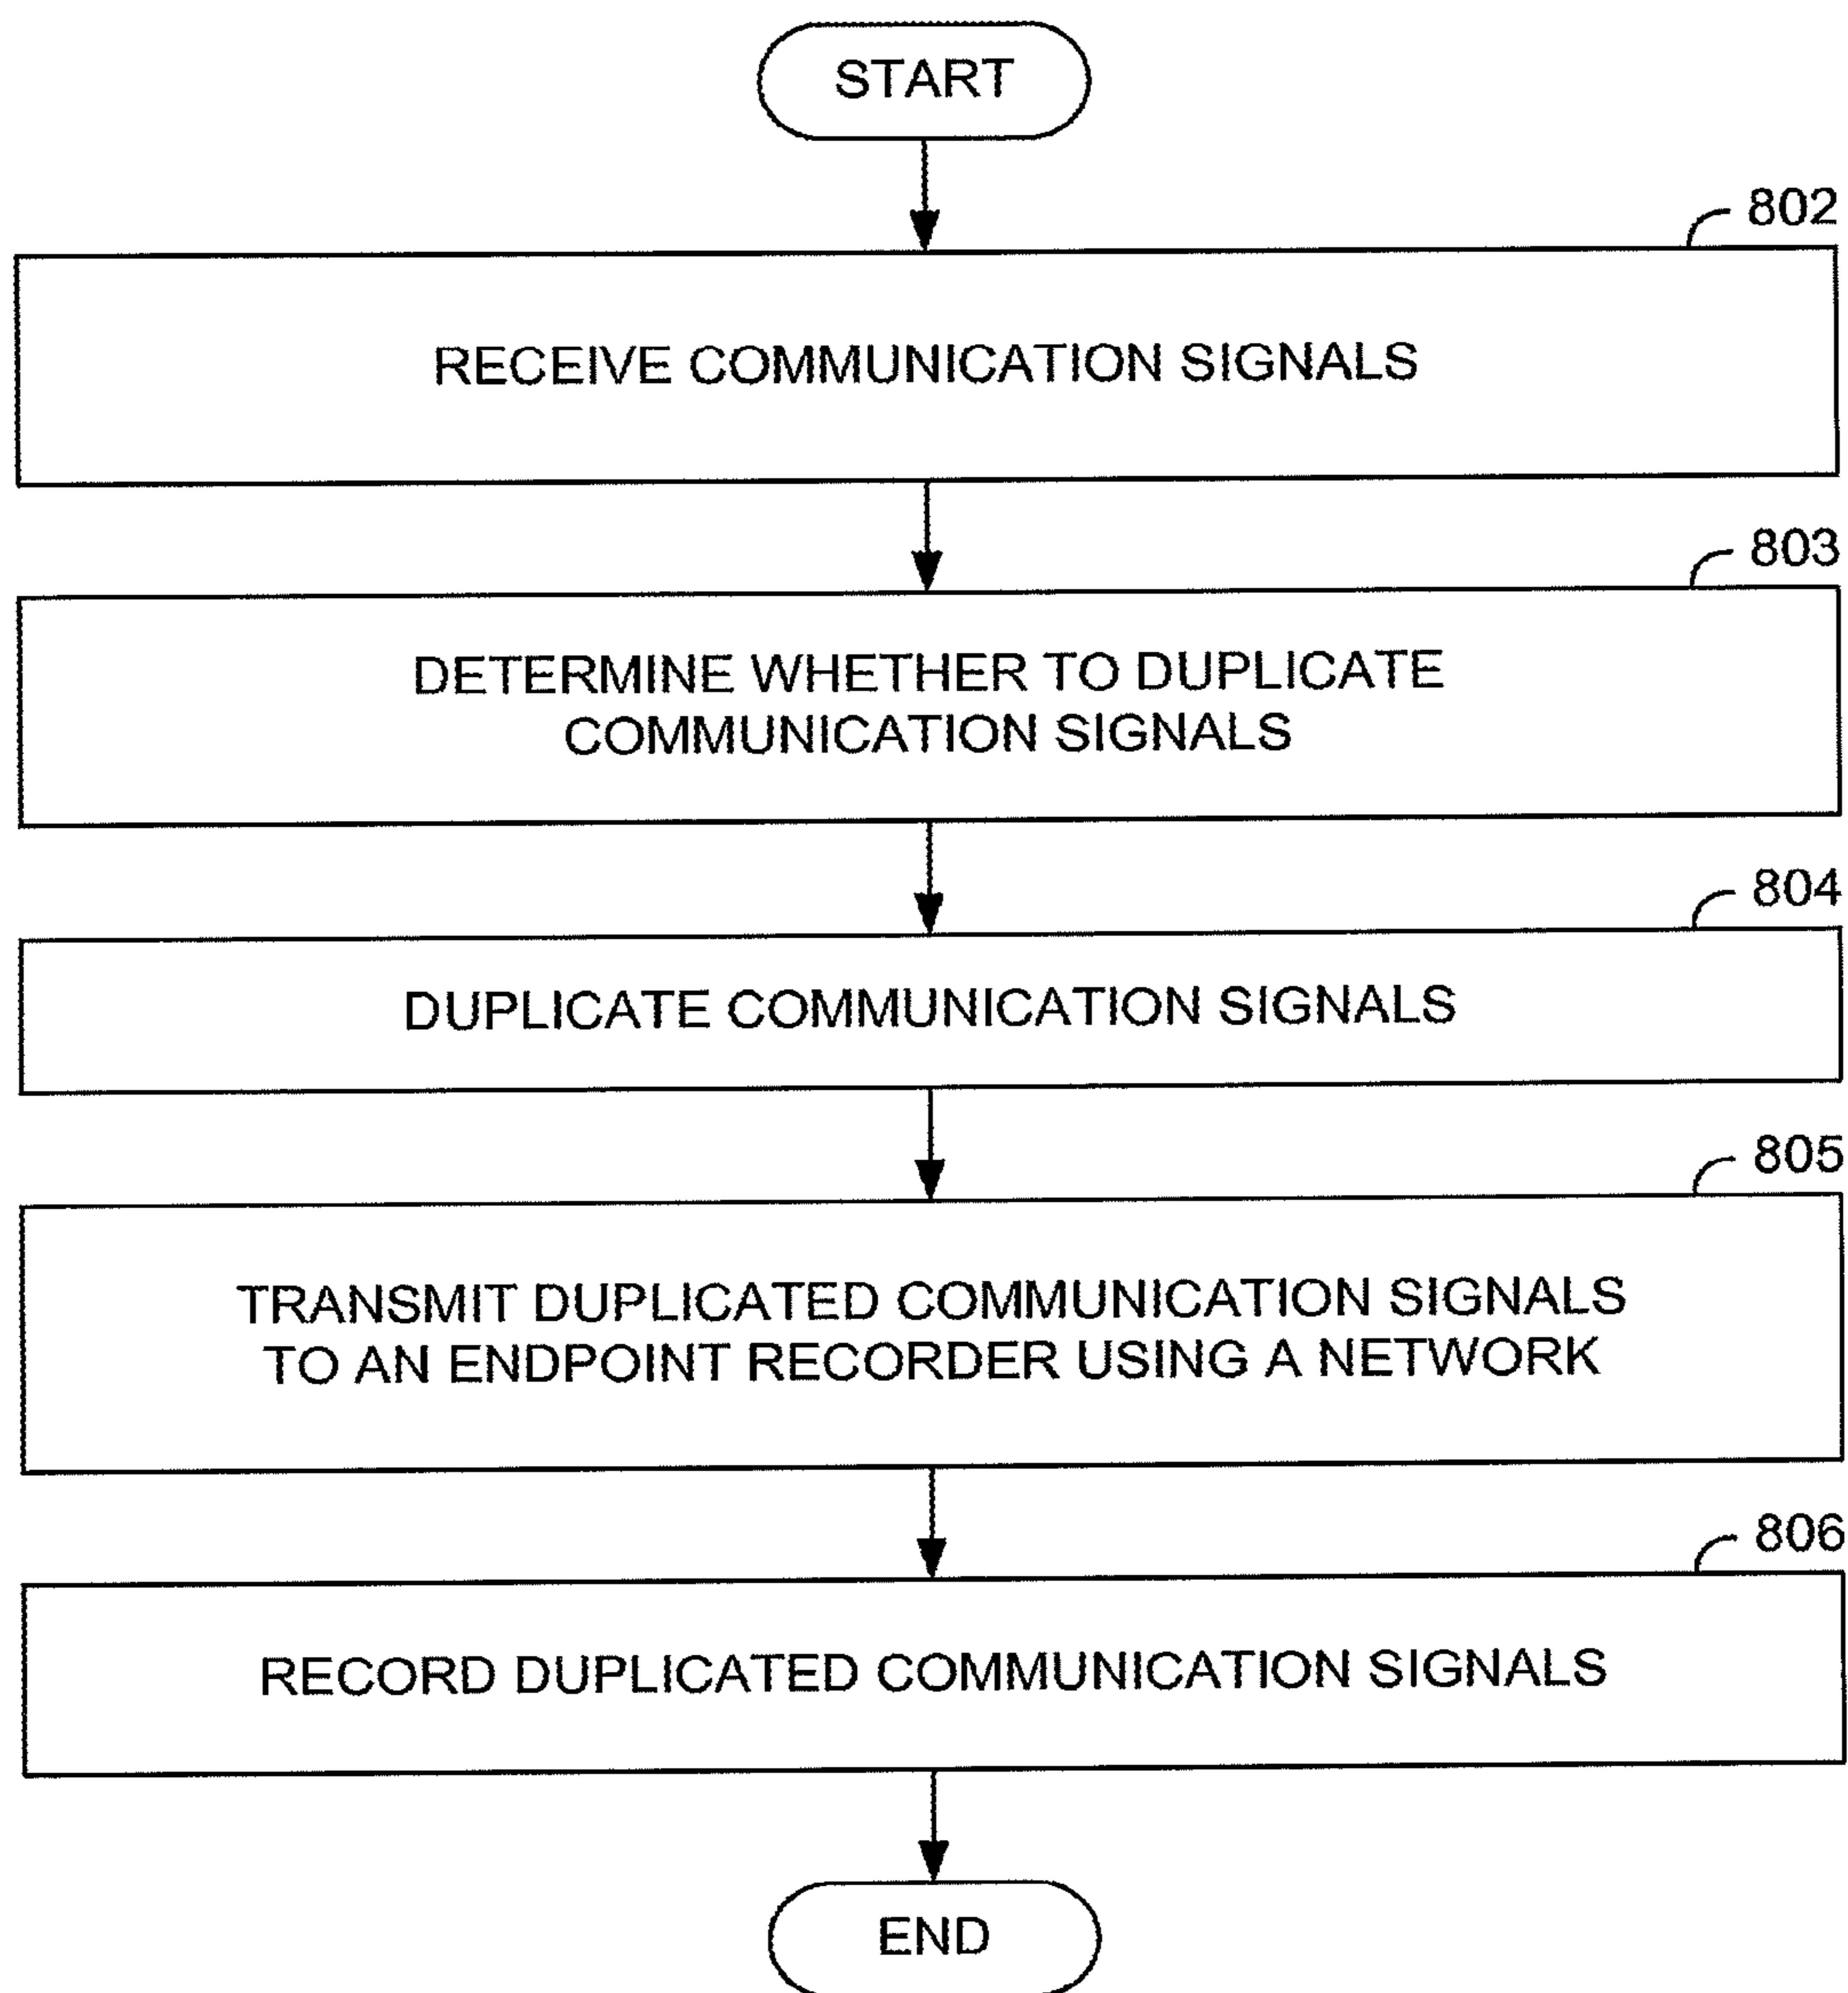 START
802
RECEIVE COMMUNICATION SIGNALS
803
DETERMINE WHETHER TO DUPLICATE
COMMUNICATION SIGNALS
804
DUPLICATE COMMUNICATION SIGNALS
805
TRANSMIT DUPLICATED COMMUNICATION SIGNALS
TO AN ENDPOINT RECORDER USING A NETWORK
806
RECORD DUPLICATED COMMUNICATION SIGNALS
END